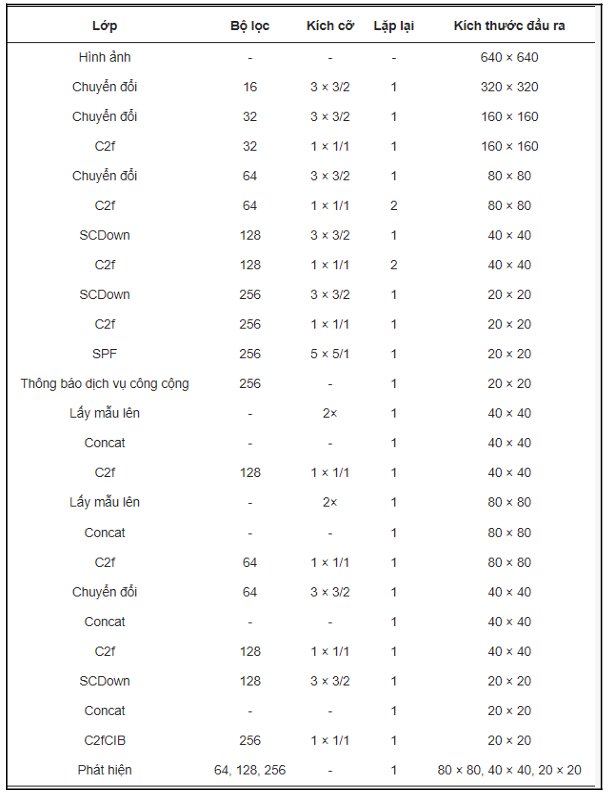 Lớp Bộ lọc Kích cỡ Lặp lại Kích thước đầu ra
Hình ảnh - - - 640 × 640
Chuyển đổi 16 3 × 3/2 1 320 × 320
Chuyển đổi 32 3 × 3/2 1 160 × 160
C2f 32 1 × 1/1 1 160 × 160
Chuyển đổi 64 3 × 3/2 1 80 × 80
C2f 64 1 × 1/1 2 80 × 80
SCDown 128 3 × 3/2 1 40 × 40
C2f 128 1 × 1/1 2 40 × 40
SCDown 256 3 × 3/2 1 20 × 20
C2f 256 1 × 1/1 1 20 × 20
SPF 256 5 × 5/1 1 20 × 20
Thông báo dịch vụ công cộng 256 - 1 20 × 20
Lấy mẫu lên - 2× 1 40 × 40
Concat - - 1 40 × 40
C2f 128 1 × 1/1 1 40 × 40
Lấy mẫu lên - 2× 1 80 × 80
Concat - - 1 80 × 80
C2f 64 1 × 1/1 1 80 × 80
Chuyển đổi 64 3 × 3/2 1 40 × 40
Concat - - 1 40 × 40
C2f 128 1 × 1/1 1 40 × 40
SCDown 128 3 × 3/2 1 20 × 20
Concat - - 1 20 × 20
C2fCIB 256 1 × 1/1 1 20 × 20
Phát hiện 64, 128, 256 - 1 80 × 80, 40 × 40, 20 × 20